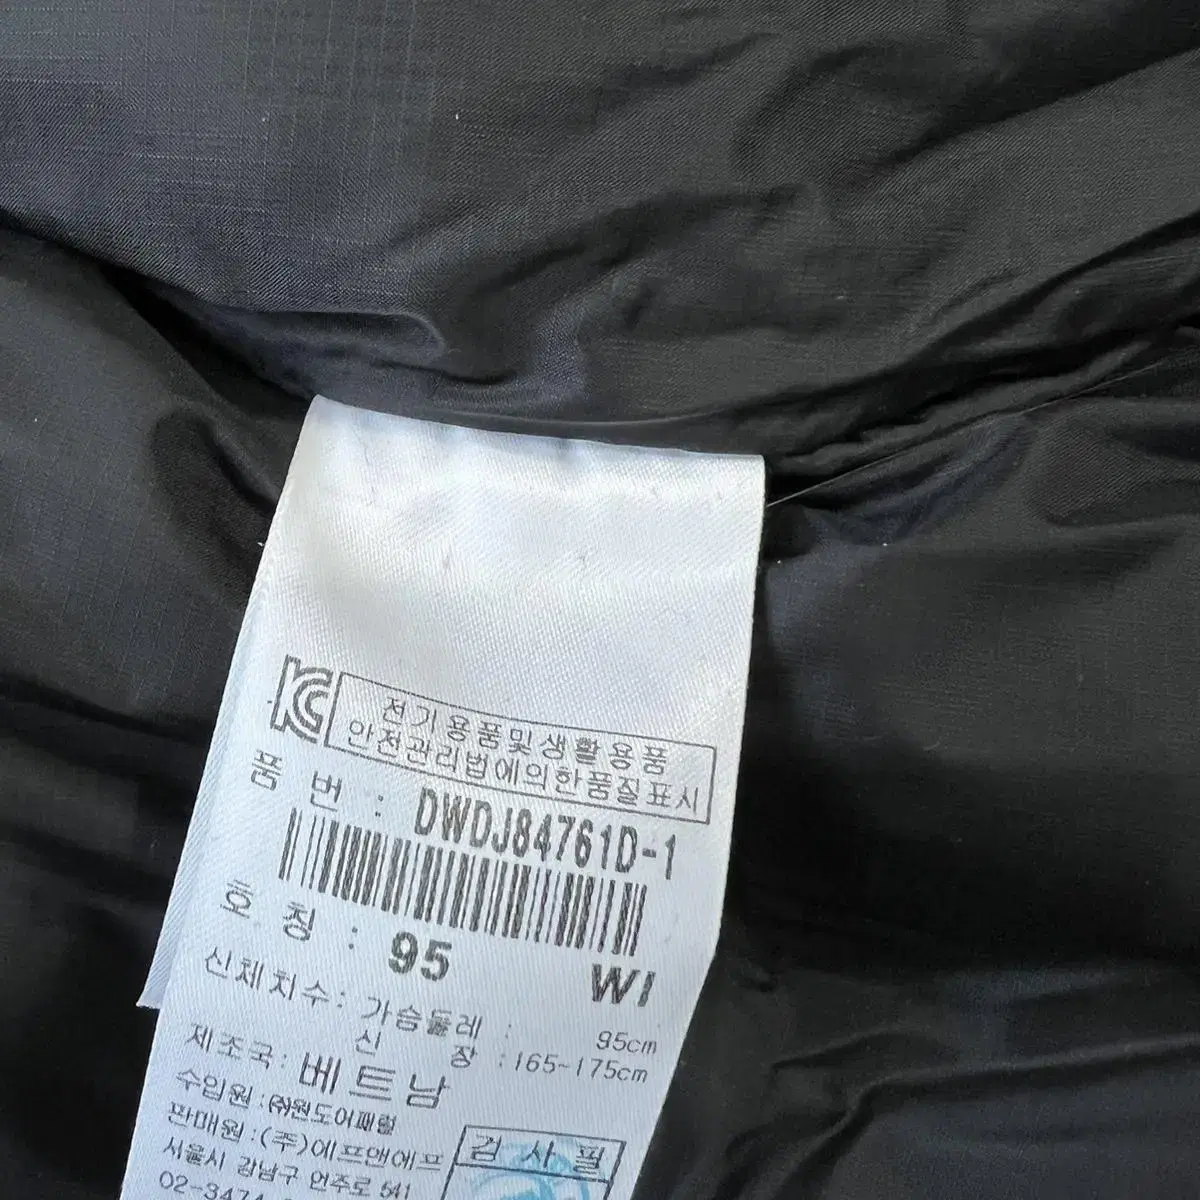 KC 전기용품및생활용품
안전관리법에의한품질표시
품 번 : DWDJ84761D-1
호 칭 : 95 WI
신체치수: 가슴둘레 : 95cm
신 장 :165~175cm
제조국: 베트남
수입원 :(주)원도어패럴
판매원:(주)에프앤에프
서울시 강남구 언주로 541
02-3474
검 사 필